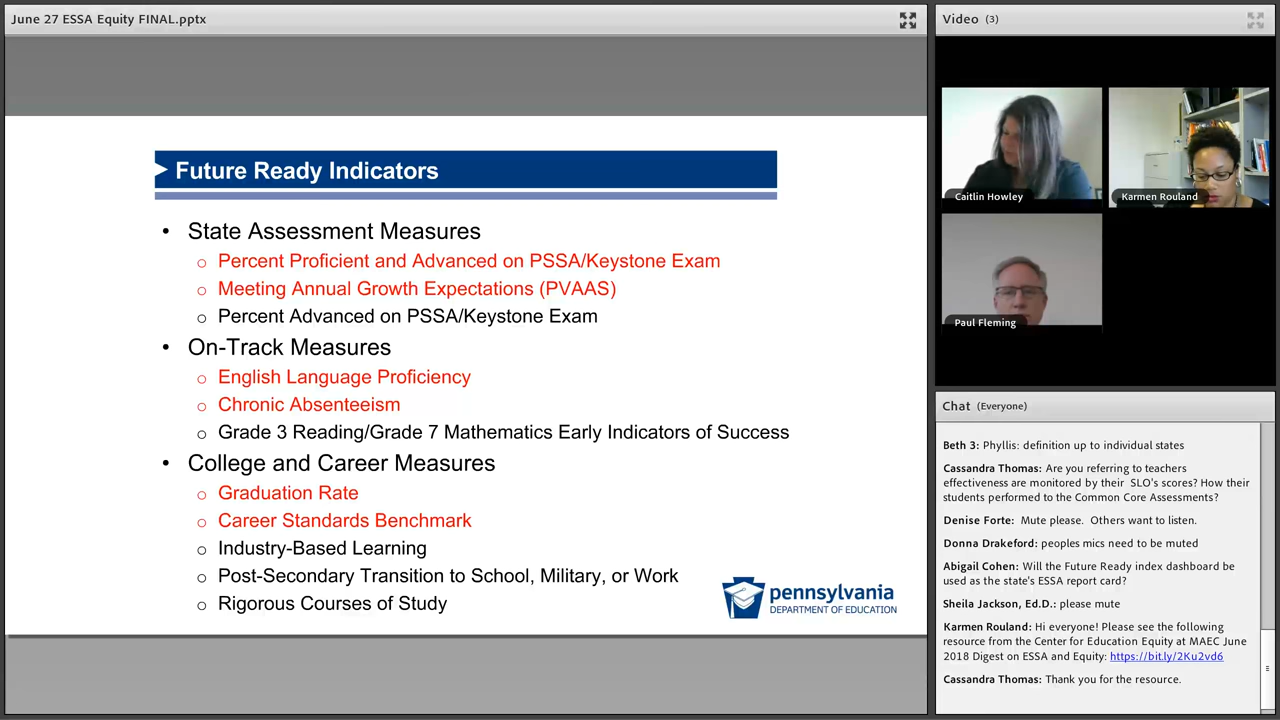 June 27 ESSA Equity FINAL.pptx
Future Ready Indicators
• State Assessment Measures
o Percent Proficient and Advanced on PSSA/Keystone Exam
o Meeting Annual Growth Expectations (PVAAS)
o Percent Advanced on PSSA/Keystone Exam
• On-Track Measures
o English Language Proficiency
o Chronic Absenteeism
o Grade 3 Reading/Grade 7 Mathematics Early Indicators of Success
• College and Career Measures
o Graduation Rate
o Career Standards Benchmark
o Industry-Based Learning
o Post-Secondary Transition to School, Military, or Work
o Rigorous Courses of Study
pennsylvania
DEPARTMENT OF EDUCATION
Video (3)
Caitlin Howley
Karmen Rouland
Paul Fleming
Chat (Everyone)
Beth 3: Phyllis: definition up to individual states
Cassandra Thomas: Are you referring to teachers
effectiveness are monitored by their SLO's scores? How their
students performed to the Common Core Assessments?
Denise Forte: Mute please. Others want to listen.
Donna Drakeford: peoples mics need to be muted
Abigail Cohen: Will the Future Ready index dashboard be
used as the state's ESSA report card?
Sheila Jackson, Ed.D.: please mute
Karmen Rouland: Hi everyone! Please see the following
resource from the Center for Education Equity at MAEC June
2018 Digest on ESSA and Equity: https://bit.ly/2Ku2vd6
Cassandra Thomas: Thank you for the resource.